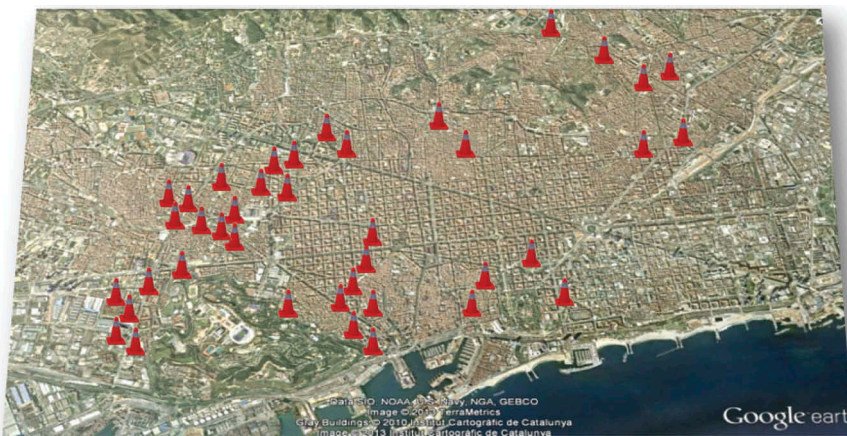 Data SIO, NOAA, U.S. Navy, NGA, GEBCO
Image © 2013 TerraMetrics
Gray Buildings © 2010 Institut Cartogràfic de Catalunya
Image © 2013 Institut Cartogràfic de Catalunya
Google eart